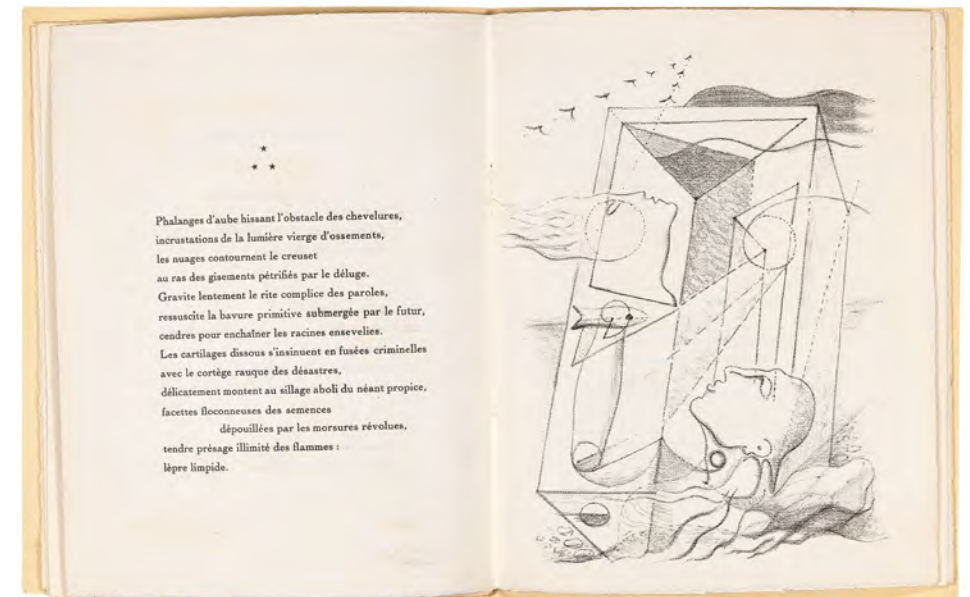 Phalanges d'aube hissant l'obstacle des chevelures,
incrustations de la lumière vierge d'ossements,
les nuages contournent le creuset
au ras des gisements pétrifiés par le déluge.
Gravite lentement le rite complice des paroles,
ressuscite la bavure primitive submergée par le futur,
cendres pour enchaîner les racines ensevelies.
Les cartilages dissous s'insinuent en fusées criminelles
avec le cortège rauque des désastres,
délicatement montent au sillage aboli du néant propice,
facettes floconneuses des semences
dépouillées par les morsures révolues,
tendre présage illimité des flammes :
lèpre limpide.